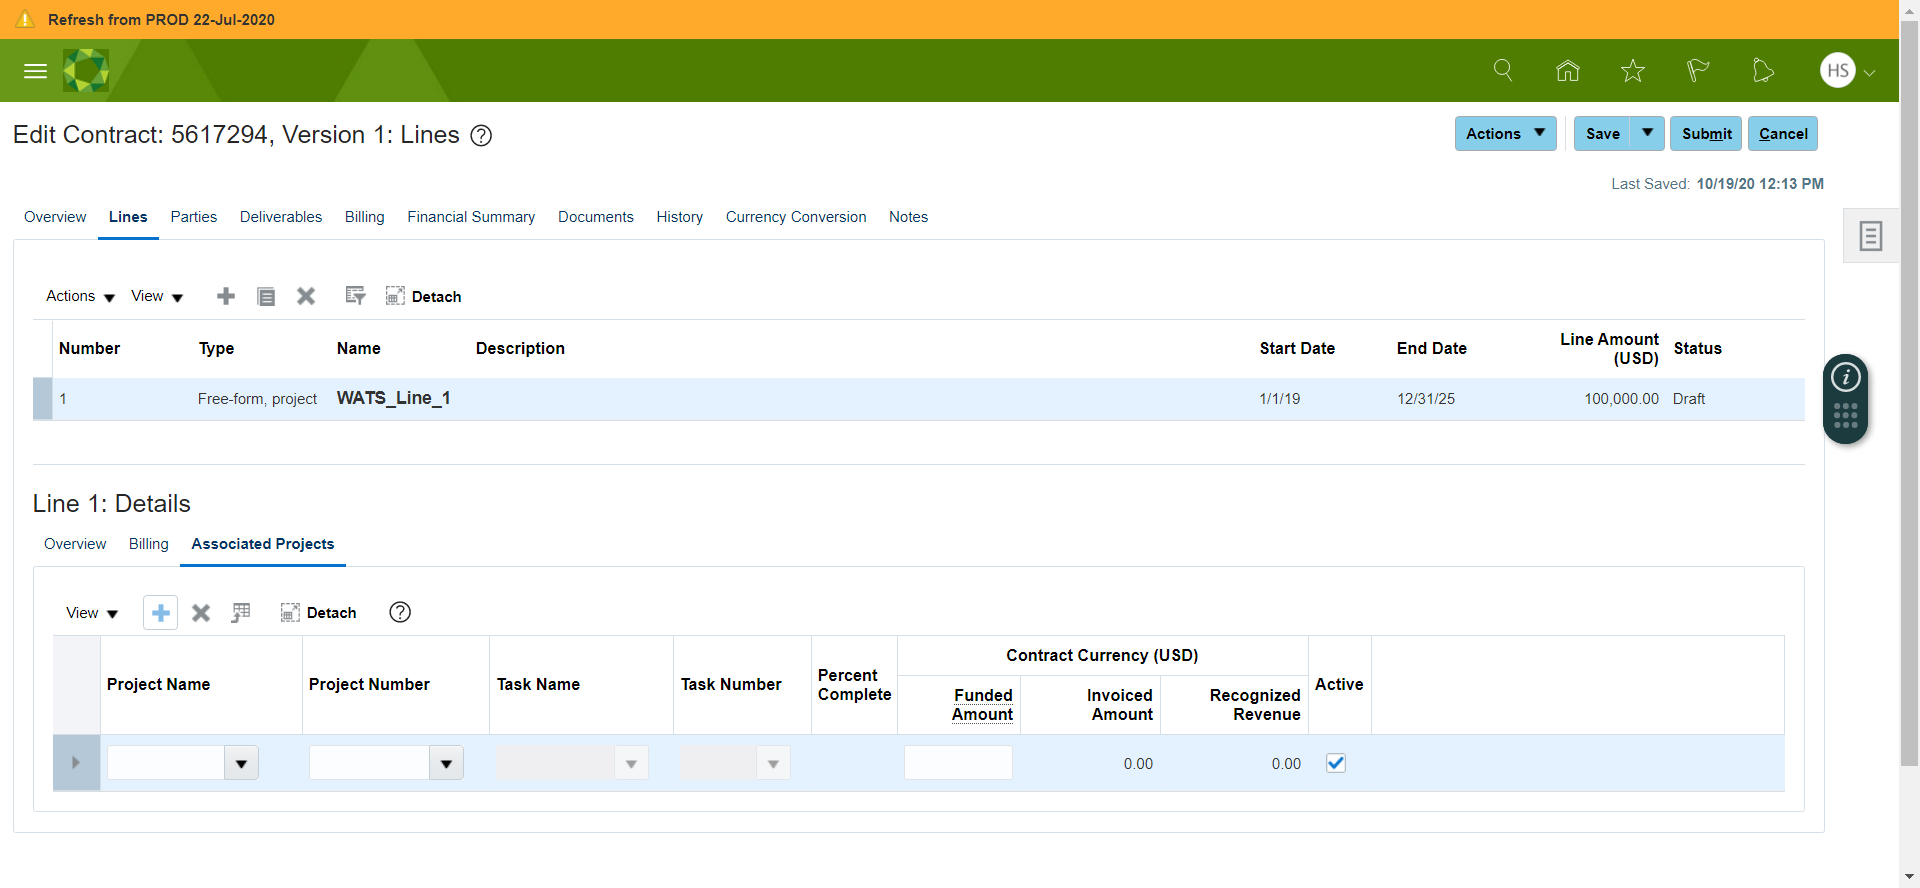 Refresh from PROD 22-Jul-2020
HS
Edit Contract: 5617294, Version 1: Lines
Actions Save Submit Cancel
Last Saved: 10/19/20 12:13 PM
Overview Lines Parties Deliverables Billing Financial Summary Documents History Currency Conversion Notes
Actions View Detach
Number Type Name Description Start Date End Date Line Amount (USD) Status
1 Free-form, project WATS_Line_1 1/1/19 12/31/25 100,000.00 Draft
Line 1: Details
Overview Billing Associated Projects
View Detach
Contract Currency (USD)
Project Name Project Number Task Name Task Number Percent Complete Funded Amount Invoiced Amount Recognized Revenue Active
0.00 0.00